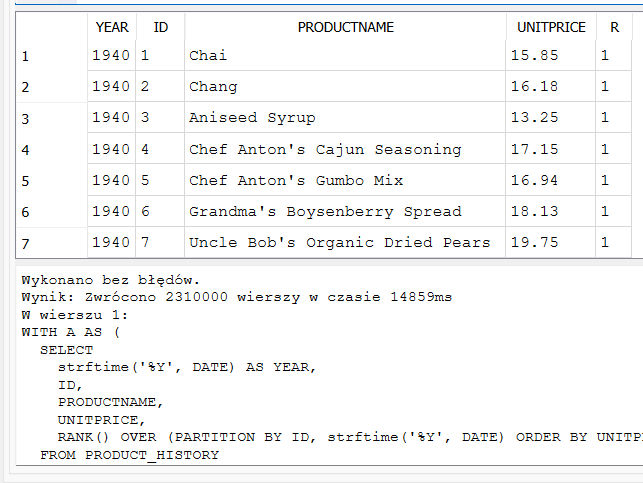 YEAR ID PRODUCTNAME UNITPRICE R
1 1940 1 Chai 15.85 1
2 1940 2 Chang 16.18 1
3 1940 3 Aniseed Syrup 13.25 1
4 1940 4 Chef Anton's Cajun Seasoning 17.15 1
5 1940 5 Chef Anton's Gumbo Mix 16.94 1
6 1940 6 Grandma's Boysenberry Spread 18.13 1
7 1940 7 Uncle Bob's Organic Dried Pears 19.75 1
Wykonano bez błędów.
Wynik: Zwrócono 2310000 wierszy w czasie 14859ms
W wierszu 1:
WITH A AS (
SELECT
strftime('%Y', DATE) AS YEAR,
ID,
PRODUCTNAME,
UNITPRICE,
RANK() OVER (PARTITION BY ID, strftime('%Y', DATE) ORDER BY UNITP
FROM PRODUCT_HISTORY